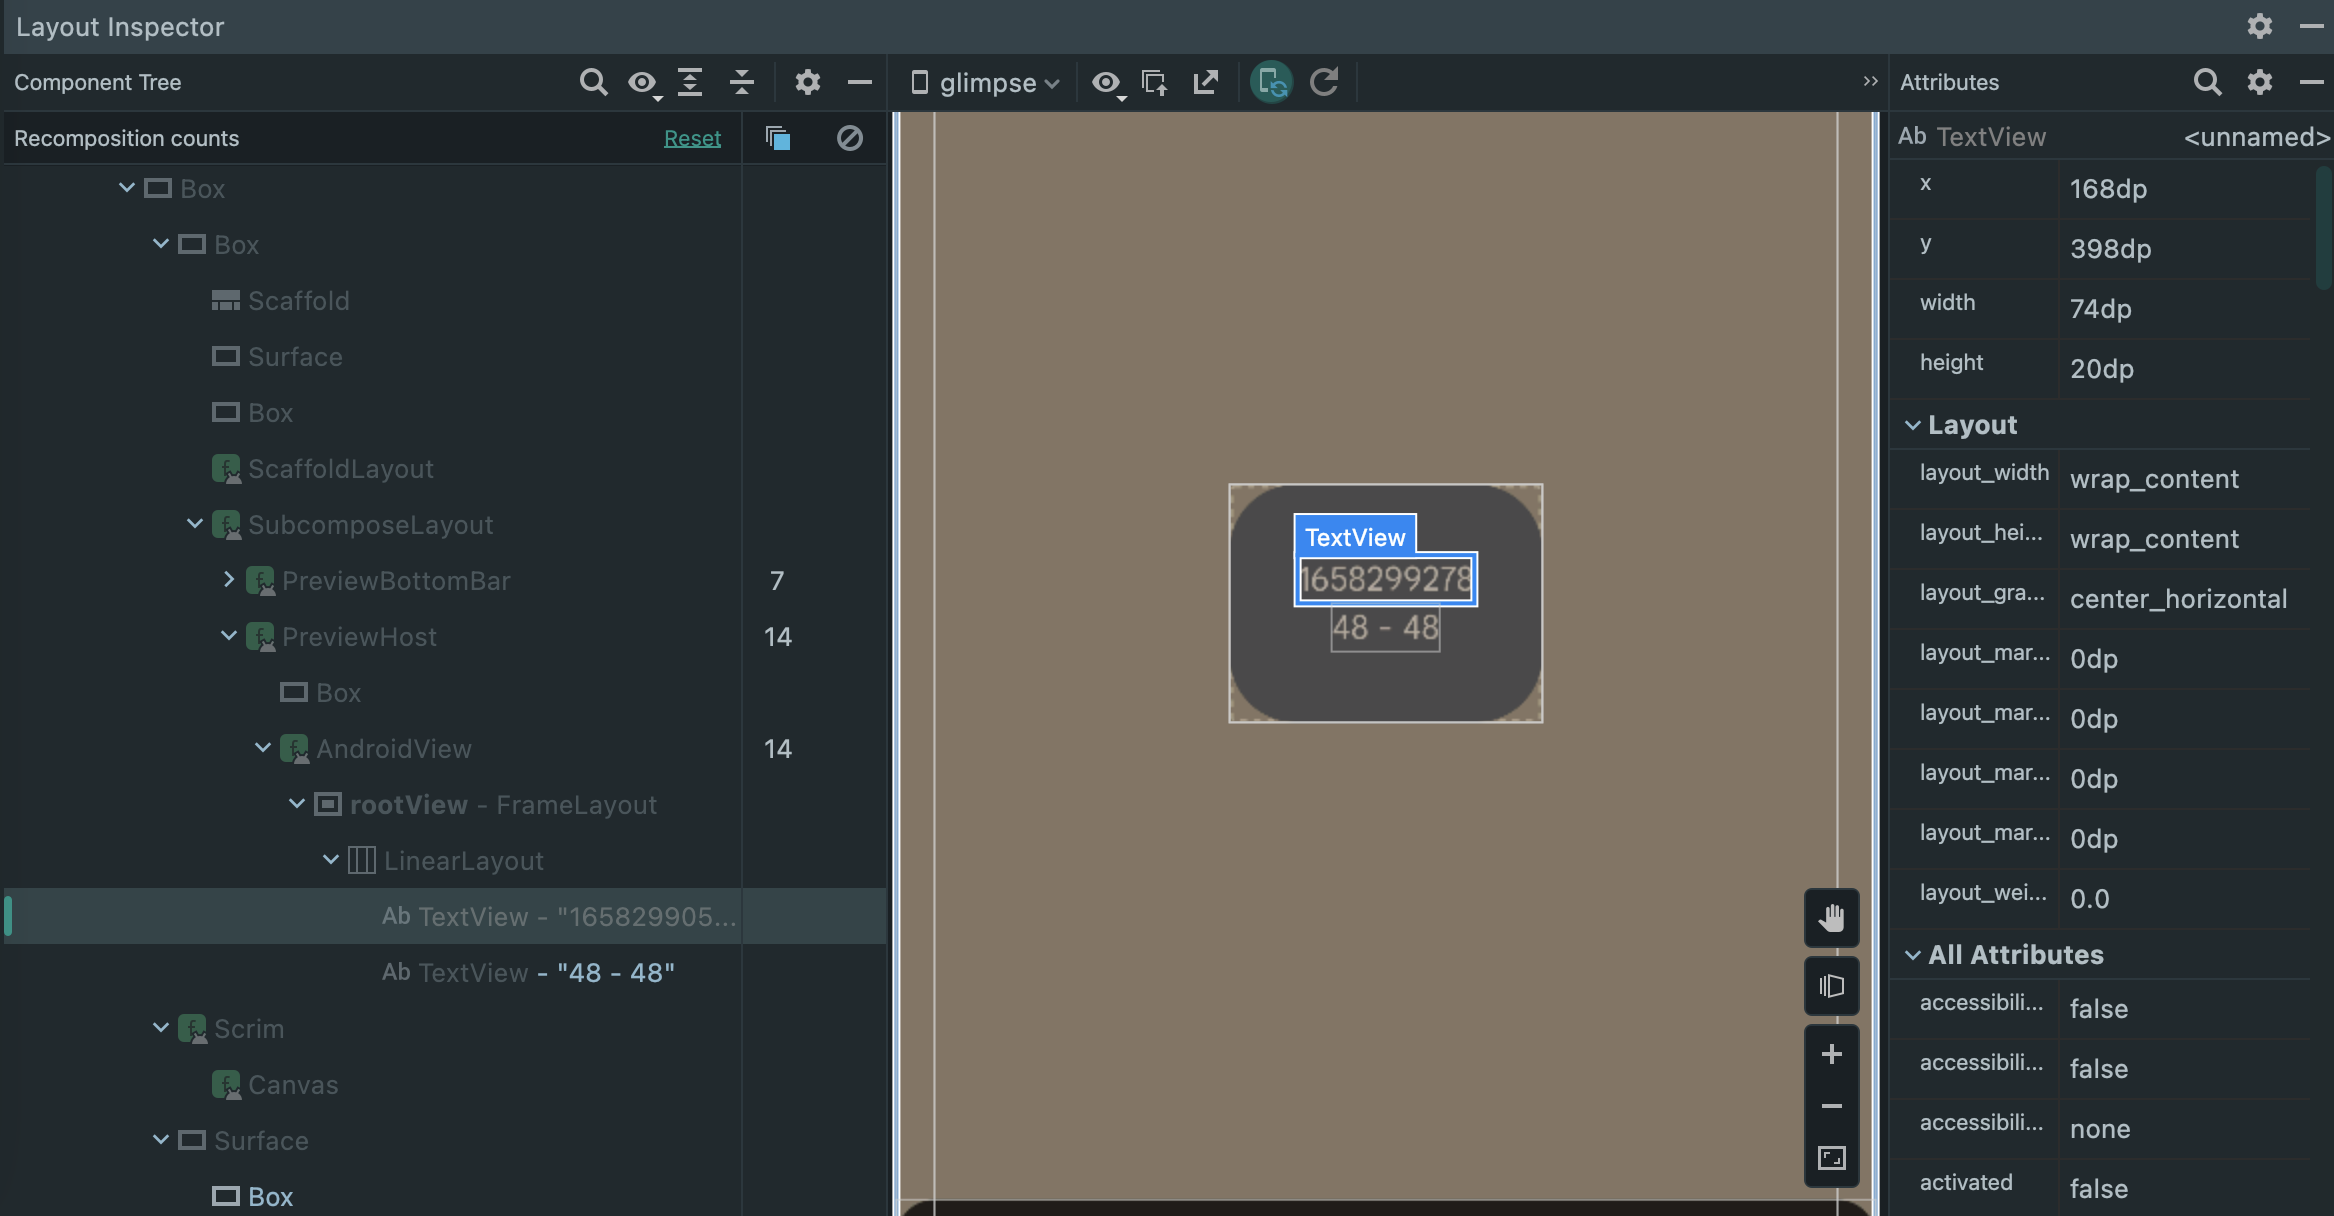 Layout Inspector
Component Tree
glimpse
Attributes
Recomposition counts
Reset
Box
Box
Scaffold
Surface
Box
ScaffoldLayout
SubcomposeLayout
PreviewBottomBar 7
PreviewHost 14
Box
AndroidView 14
rootView - FrameLayout
LinearLayout
Ab TextView - "165829905...
Ab TextView - "48 - 48"
Scrim
Canvas
Surface
Box
TextView
1658299278
48 - 48
Ab TextView <unnamed>
x 168dp
y 398dp
width 74dp
height 20dp
Layout
layout_width wrap_content
layout_hei... wrap_content
layout_gra... center_horizontal
layout_mar... 0dp
layout_mar... 0dp
layout_mar... 0dp
layout_mar... 0dp
layout_wei... 0.0
All Attributes
accessibili... false
accessibili... false
accessibili... none
activated false